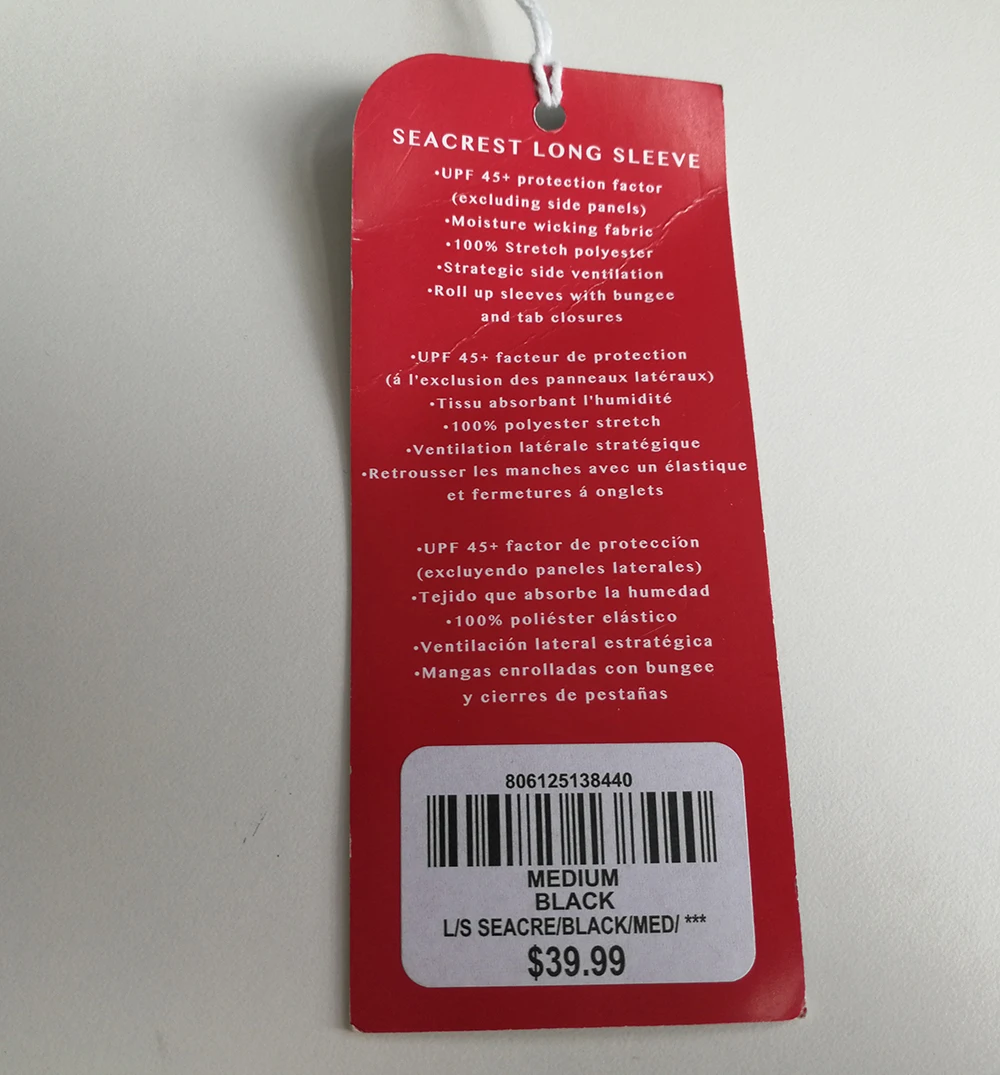 SEACREST LONG SLEEVE
•UPF 45+ protection factor
(excluding side panels)
•Moisture wicking fabric
•100% Stretch polyester
•Strategic side ventilation
•Roll up sleeves with bungee
and tab closures
•UPF 45+ facteur de protection
(á l'exclusion des panneaux latéraux)
•Tissu absorbant l'humidité
•100% polyester stretch
•Ventilation latérale stratégique
•Retrousser les manches avec un élastique
et fermetures á onglets
•UPF 45+ factor de protección
(excluyendo paneles laterales)
•Tejido que absorbe la humedad
•100% poliéster elástico
•Ventilación lateral estratégica
•Mangas enrolladas con bungee
y cierres de pestañas
806125138440
MEDIUM
BLACK
L/S SEACRE/BLACK/MED/ ***
$39.99